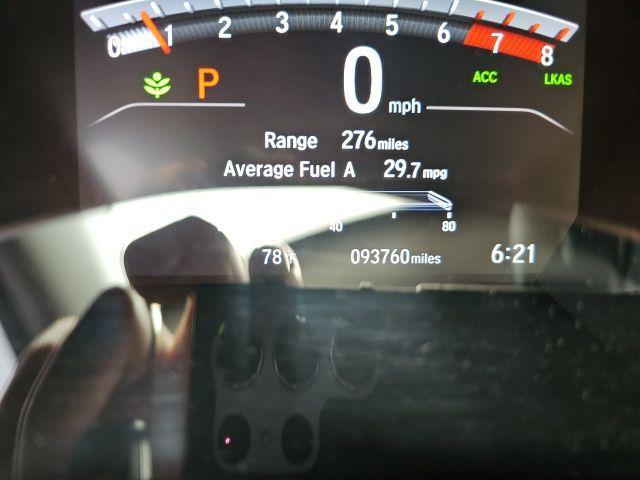 0 1 2 3 4 5 6 7 8
P 0 mph ACC LKAS
Range 276 miles
Average Fuel A 29.7 mpg
40 80
78 093760 miles 6:21